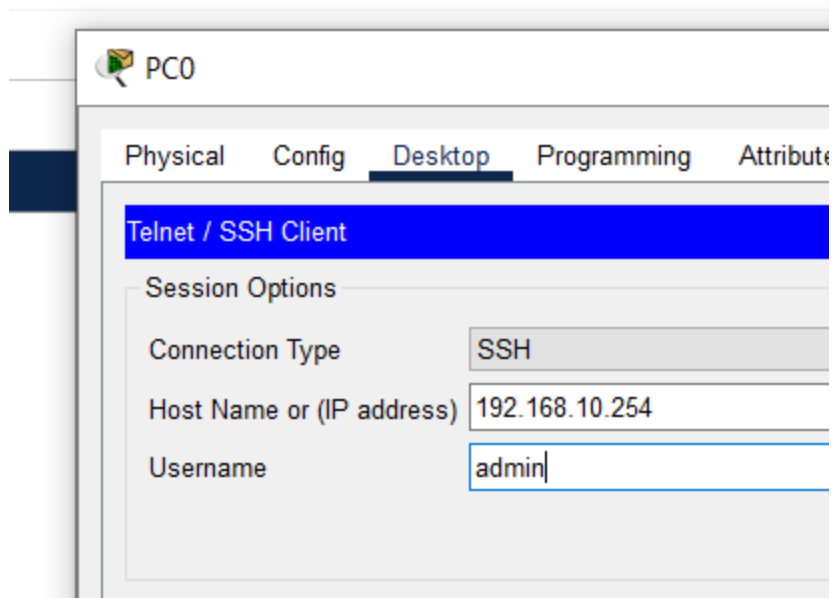 PC0
Physical Config Desktop Programming Attribute
Telnet / SSH Client
Session Options
Connection Type SSH
Host Name or (IP address) 192.168.10.254
Username admin